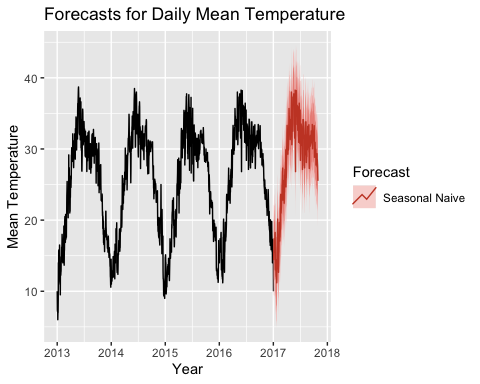 Forecasts for Daily Mean Temperature
Mean Temperature
40
30
20
10
2013 2014 2015 2016 2017 2018
Year
Forecast
Seasonal Naive